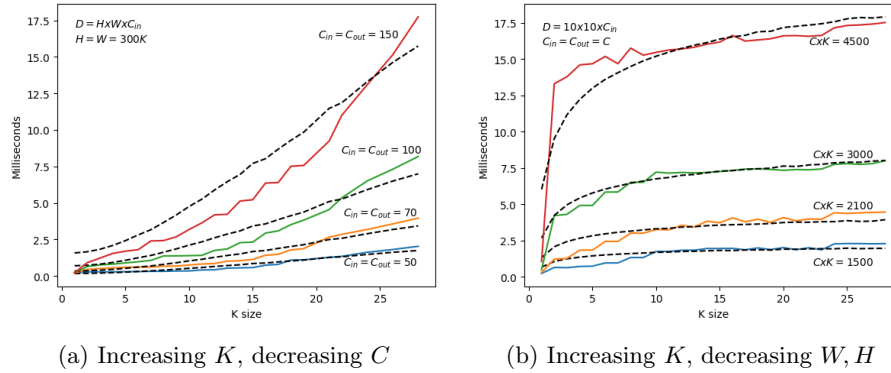 D = HxWxC_in
H = W = 300K
C_in = C_out = 150
C_in = C_out = 100
C_in = C_out = 70
C_in = C_out = 50
17.5
15.0
12.5
10.0
7.5
5.0
2.5
0.0
Milliseconds
0 5 10 15 20 25
K size
(a) Increasing K, decreasing C
D = 10x10xC_in
C_in = C_out = C
CxK = 4500
CxK = 3000
CxK = 2100
CxK = 1500
17.5
15.0
12.5
10.0
7.5
5.0
2.5
0.0
Milliseconds
0 5 10 15 20 25
K size
(b) Increasing K, decreasing W, H